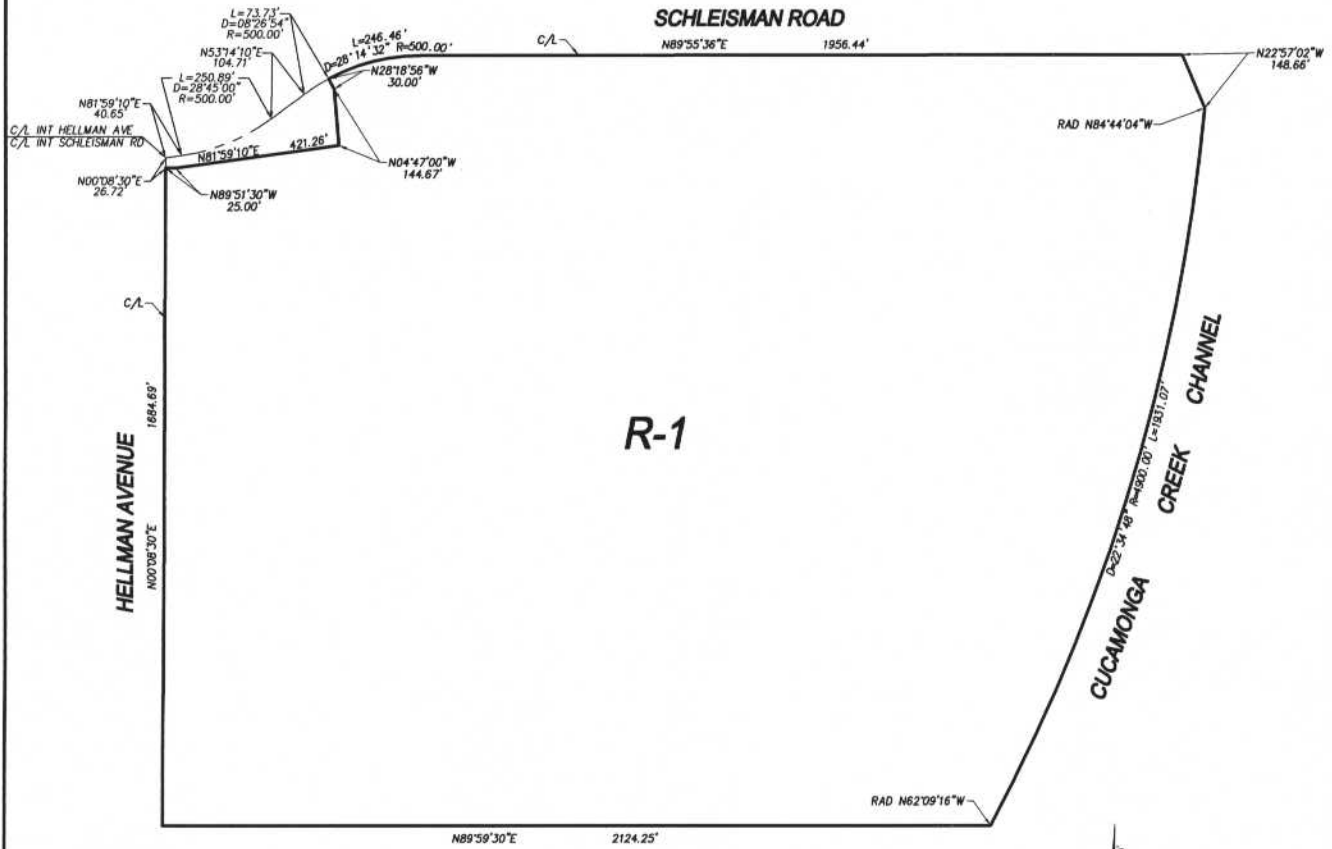 SCHLEISMAN ROAD
L=73.73'
D=08°26'54"
R=500.00'
L=246.46'
D=28°14'32" R=500.00'
C/L
N89°55'36"E 1956.44'
N22°57'02"W
148.66'
N53°14'10"E
104.71'
N28°18'56"W
30.00'
L=250.89'
D=28°45'00"
R=500.00'
N81°59'10"E
40.65'
RAD N84°44'04"W
C/L INT HELLMAN AVE
C/L INT SCHLEISMAN RD
N81°59'10"E 421.26'
N04°47'00"W
144.67'
N00°08'30"E
26.72'
N89°51'30"W
25.00'
C/L
HELLMAN AVENUE
N00°08'30"E 1684.69'
R-1
D=22°34'48" R=4900.00' L=1931.07'
CUCAMONGA CREEK CHANNEL
RAD N62°09'16"W
N89°59'30"E 2124.25'